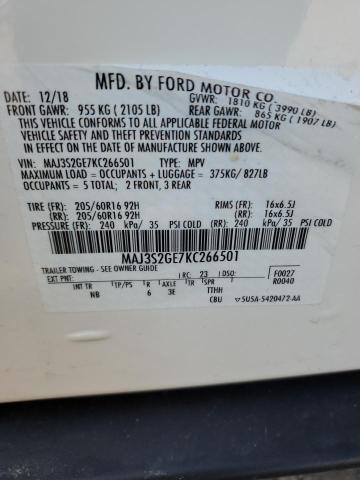 MFD. BY FORD MOTOR CO.
DATE: 12/18 GVWR: 1810 KG ( 3990 LB)
FRONT GAWR: 955 KG ( 2105 LB) REAR GAWR: 865 KG ( 1907 LB)
THIS VEHICLE CONFORMS TO ALL APPLICABLE FEDERAL MOTOR
VEHICLE SAFETY AND THEFT PREVENTION STANDARDS IN EFFECT ON
THE DATE OF MANUFACTURE SHOWN ABOVE.
VIN: MAJ3S2GE7KC266501 TYPE: MPV
MAXIMUM LOAD = OCCUPANTS + LUGGAGE = 375KG/ 827LB
OCCUPANTS = 5 TOTAL; 2 FRONT, 3 REAR
TIRE (FR): 205/60R16 92H RIMS (FR): 16x6.5J
(RR): 205/60R16 92H (RR): 16x6.5J
PRESSURE (FR): 240 kPa/ 35 PSI COLD (RR): 240 kPa/ 35 PSI COLD
MAJ3S2GE7KC266501
TRAILER TOWING - SEE OWNER GUIDE
EXT PNT: RC: 23 DSO: F0027
R0040
INT TR TP/PS R AXLE TR SPR
NB 6 3E TTHH
CBU 5USA-5420472-AA